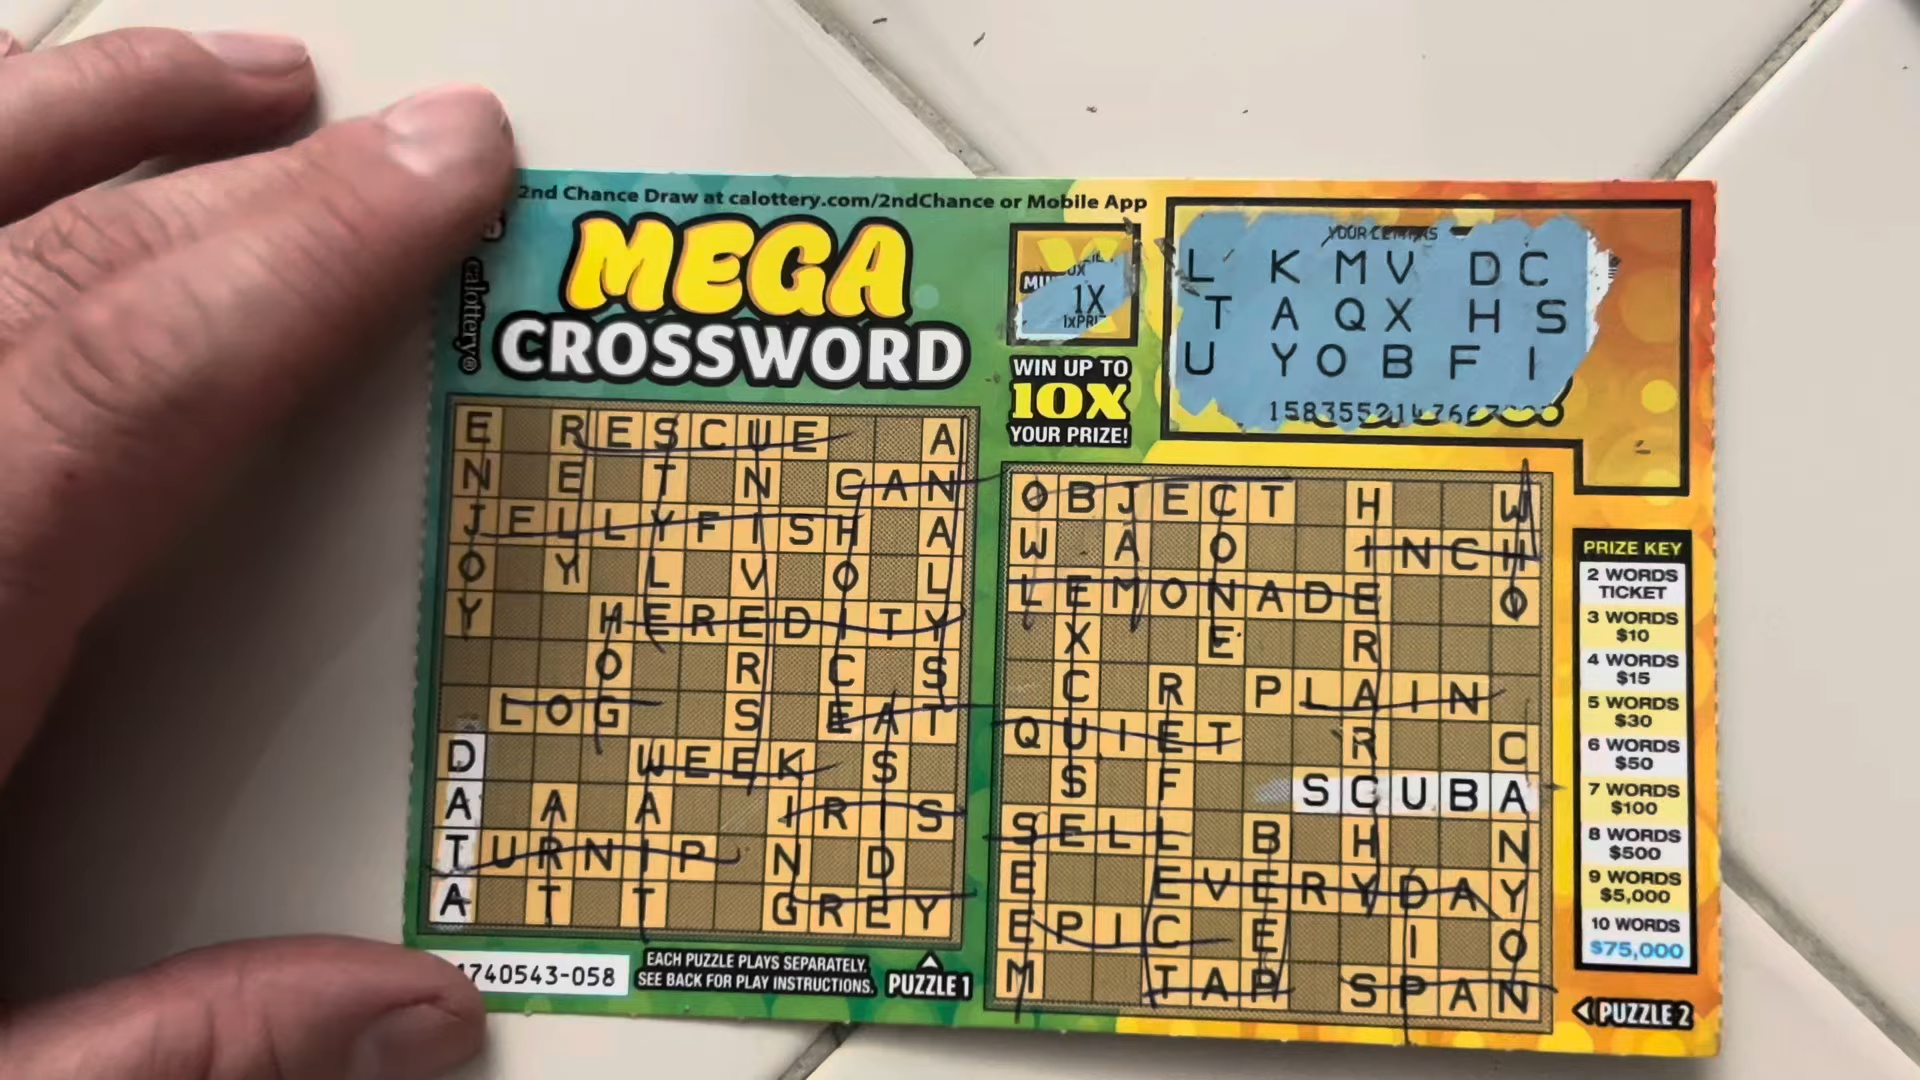 2nd Chance Draw at calottery.com/2ndChance or Mobile App
calottery®
MEGA
CROSSWORD
1X
WIN UP TO
10X
YOUR PRIZE!
YOUR LETTERS
L K M V D C
T A Q X H S
U Y O B F I
E RESCUE A
N E T N CAN
JELLYFISH A
O Y L V O L
Y HEREDITY
O R C S
LOG S EAT
D WEEK S
A A A IRIS
TURNIP N D
A T T GREY
740543-058
EACH PUZZLE PLAYS SEPARATELY.
SEE BACK FOR PLAY INSTRUCTIONS.
PUZZLE 1
OBJECT H W
W A O INCH
LEMONADE O
X E R
C R PLAIN
QUIET R C
S F SCUBA
SELL B H N
E EVERYDAY
EPIC E I O
M TAP SPAN
PUZZLE 2
PRIZE KEY
2 WORDS
TICKET
3 WORDS
$10
4 WORDS
$15
5 WORDS
$30
6 WORDS
$50
7 WORDS
$100
8 WORDS
$500
9 WORDS
$5,000
10 WORDS
$75,000